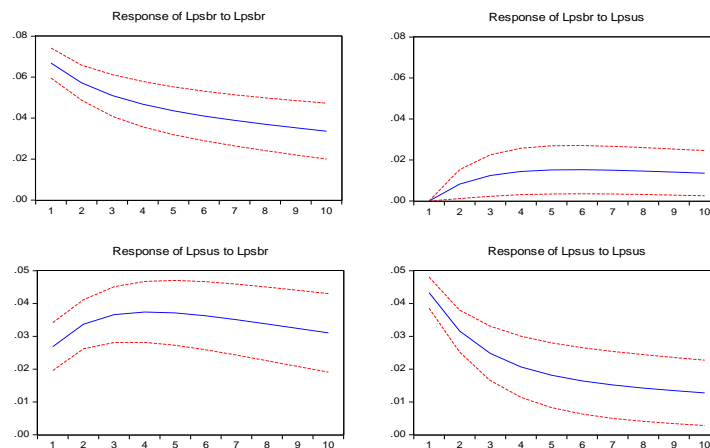 Response of Lpsbr to Lpsbr
.08
.06
.04
.02
.00
1 2 3 4 5 6 7 8 9 10
Response of Lpsbr to Lpsus
.08
.06
.04
.02
.00
1 2 3 4 5 6 7 8 9 10
Response of Lpsus to Lpsbr
.05
.04
.03
.02
.01
.00
1 2 3 4 5 6 7 8 9 10
Response of Lpsus to Lpsus
.05
.04
.03
.02
.01
.00
1 2 3 4 5 6 7 8 9 10